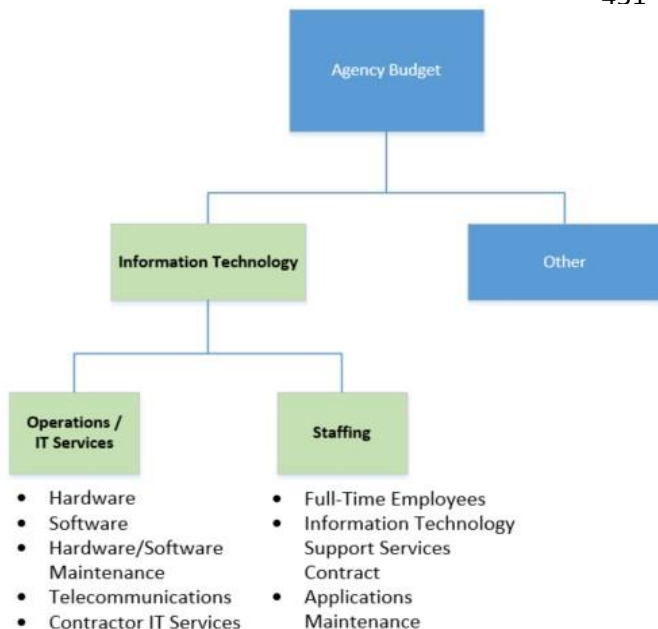 Agency Budget
Information Technology
Other
Operations /
IT Services
Staffing
• Hardware
• Software
• Hardware/Software
Maintenance
• Telecommunications
• Contractor IT Services
• Full-Time Employees
• Information Technology
Support Services
Contract
• Applications
Maintenance